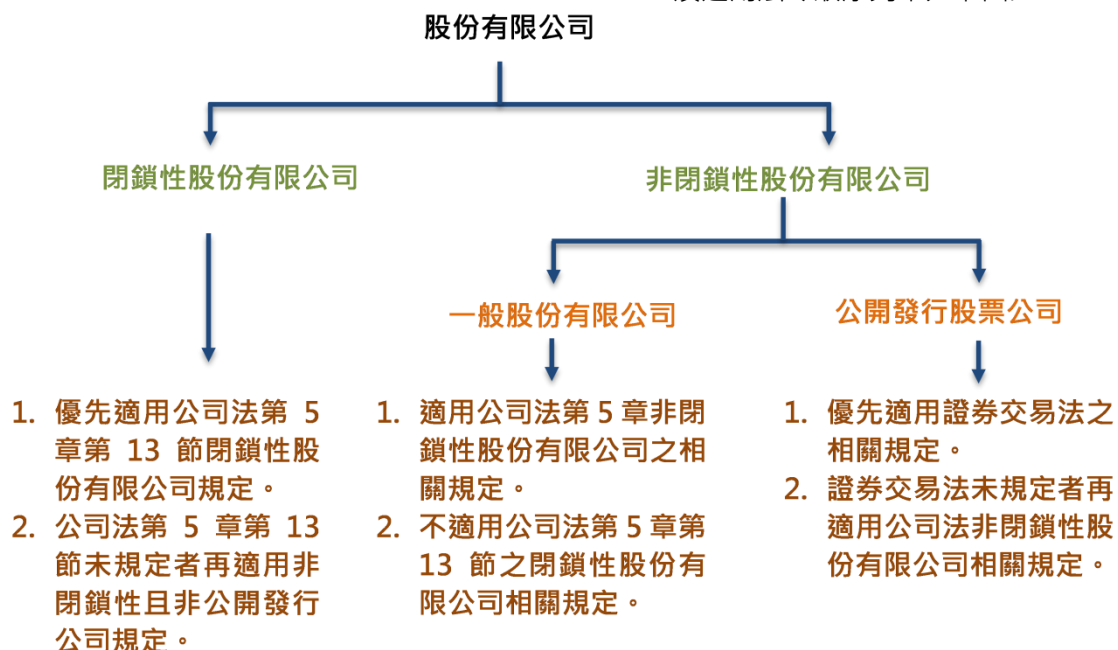 股份有限公司
閉鎖性股份有限公司
非閉鎖性股份有限公司
一般股份有限公司
公開發行股票公司
1. 優先適用公司法第 5
章第 13 節閉鎖性股
份有限公司規定。
2. 公司法第 5 章第 13
節未規定者再適用非
閉鎖性且非公開發行
公司規定。
1. 適用公司法第 5 章非閉
鎖性股份有限公司之相
關規定。
2. 不適用公司法第 5 章第
13 節之閉鎖性股份有
限公司相關規定。
1. 優先適用證券交易法之
相關規定。
2. 證券交易法未規定者再
適用公司法非閉鎖性股
份有限公司相關規定。